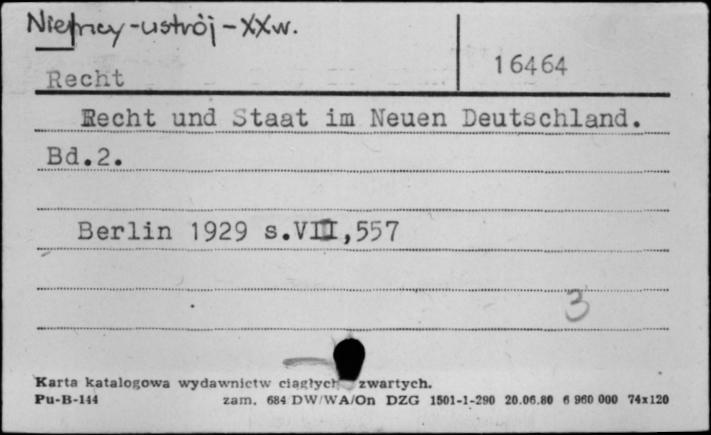 Niemcy - ustrój - XX w.
16464
Recht
Recht und Staat im Neuen Deutschland.
Bd.2.
Berlin 1929 s.VIII,557
3
Karta katalogowa wydawnictw ciągłych zwartych.
Pu-B-144 zam. 684 DW/WA/On DZG 1501-1-290 20.06.80 6 960 000 74x120